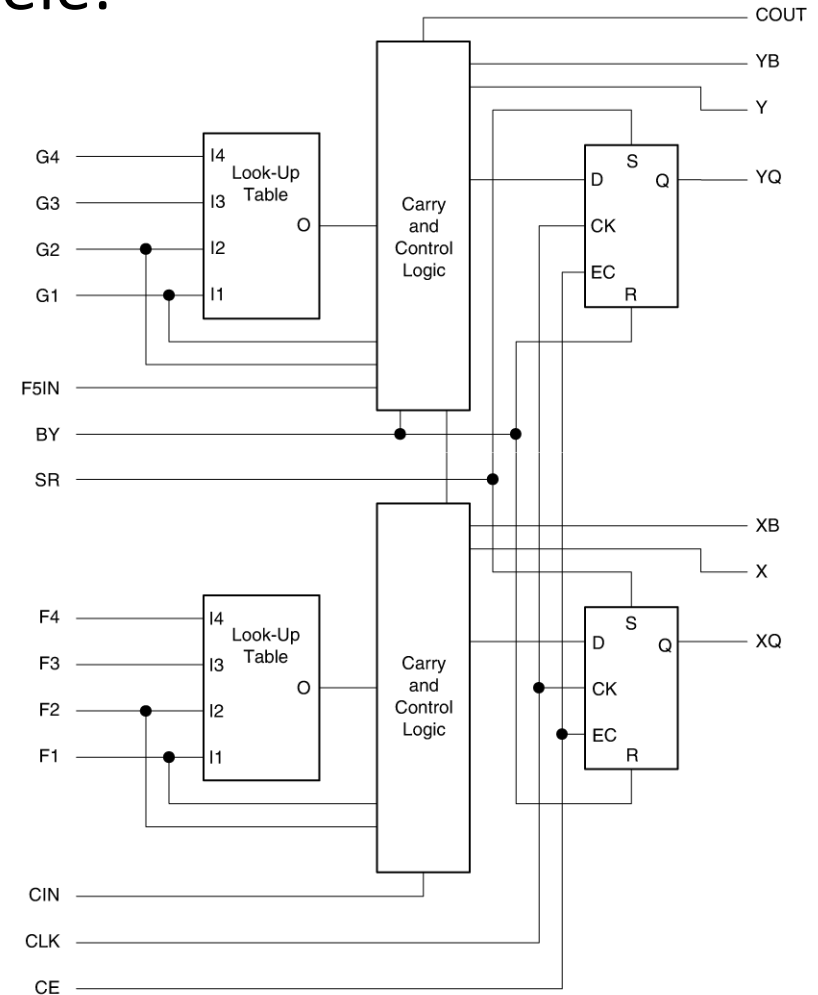 COUT
YB
Y
G4
I4
Look-Up
Table
S
G3
I3
D
Q
YQ
O
Carry
and
Control
Logic
CK
G2
I2
EC
G1
I1
R
F5IN
BY
SR
XB
X
F4
I4
Look-Up
Table
S
F3
I3
D
Q
XQ
O
Carry
and
Control
Logic
CK
F2
I2
EC
F1
I1
R
CIN
CLK
CE